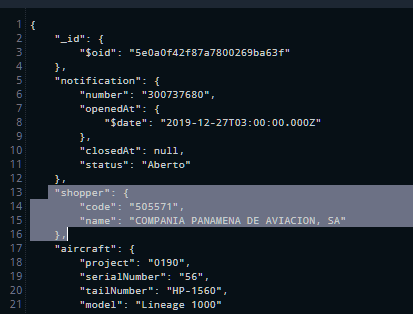 1 {
2 "_id": {
3 "$oid": "5e0a0f42f87a7800269ba63f"
4 },
5 "notification": {
6 "number": "300737680",
7 "openedAt": {
8 "$date": "2019-12-27T03:00:00.000Z"
9 },
10 "closedAt": null,
11 "status": "Aberto"
12 },
13 "shopper": {
14 "code": "505571",
15 "name": "COMPANIA PANAMENA DE AVIACION, SA"
16 },
17 "aircraft": {
18 "project": "0190",
19 "serialNumber": "56",
20 "tailNumber": "HP-1560",
21 "model": "Lineage 1000"